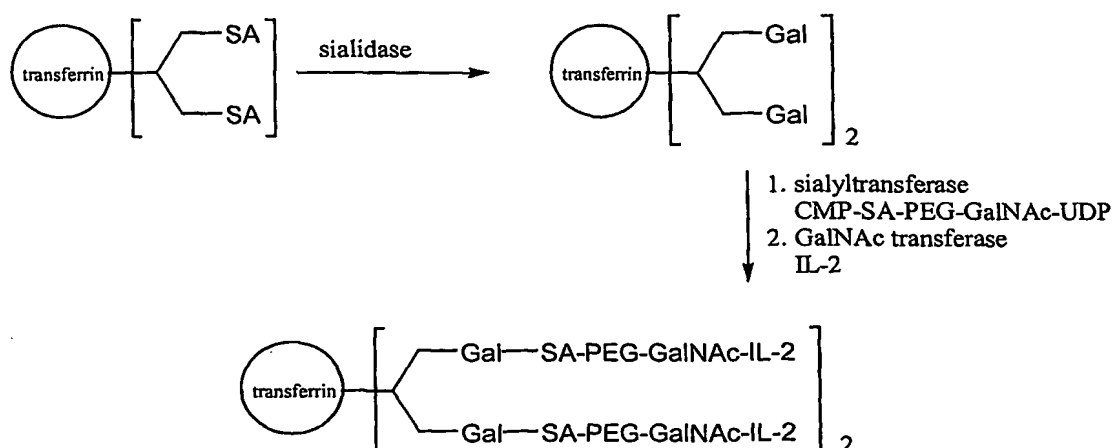 SA
sialidase
transferrin
SA
Gal
transferrin
Gal
2
1. sialyltransferase
CMP-SA-PEG-GalNAc-UDP
2. GalNAc transferase
IL-2
Gal—SA-PEG-GalNAc-IL-2
transferrin
Gal—SA-PEG-GalNAc-IL-2
2